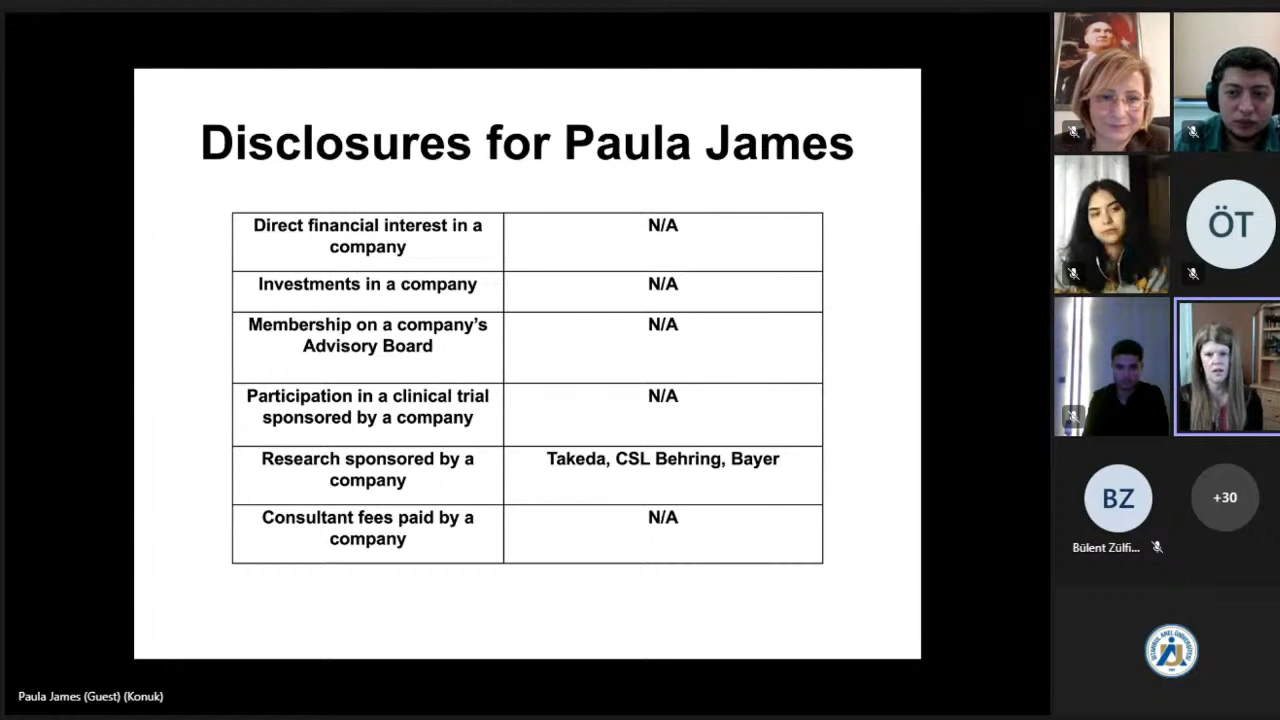 Disclosures for Paula James
Direct financial interest in a
company
N/A
Investments in a company
N/A
Membership on a company's
Advisory Board
N/A
Participation in a clinical trial
sponsored by a company
N/A
Research sponsored by a
company
Takeda, CSL Behring, Bayer
Consultant fees paid by a
company
N/A
ÖT
BZ
+30
Bülent Zülfi...
Paula James (Guest) (Konuk)